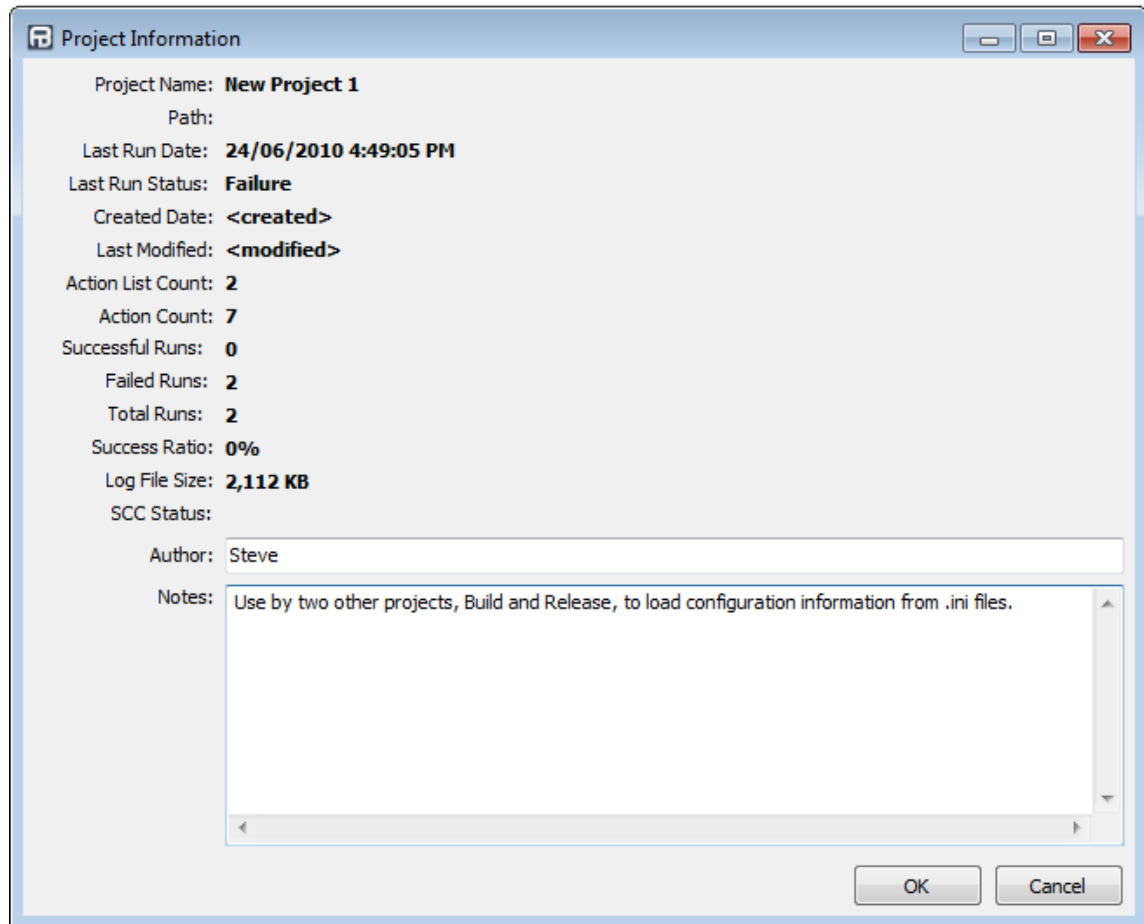 Project Information
Project Name: New Project 1
Path:
Last Run Date: 24/06/2010 4:49:05 PM
Last Run Status: Failure
Created Date: <created>
Last Modified: <modified>
Action List Count: 2
Action Count: 7
Successful Runs: 0
Failed Runs: 2
Total Runs: 2
Success Ratio: 0%
Log File Size: 2,112 KB
SCC Status:
Author: Steve
Notes: Use by two other projects, Build and Release, to load configuration information from .ini files.
OK Cancel